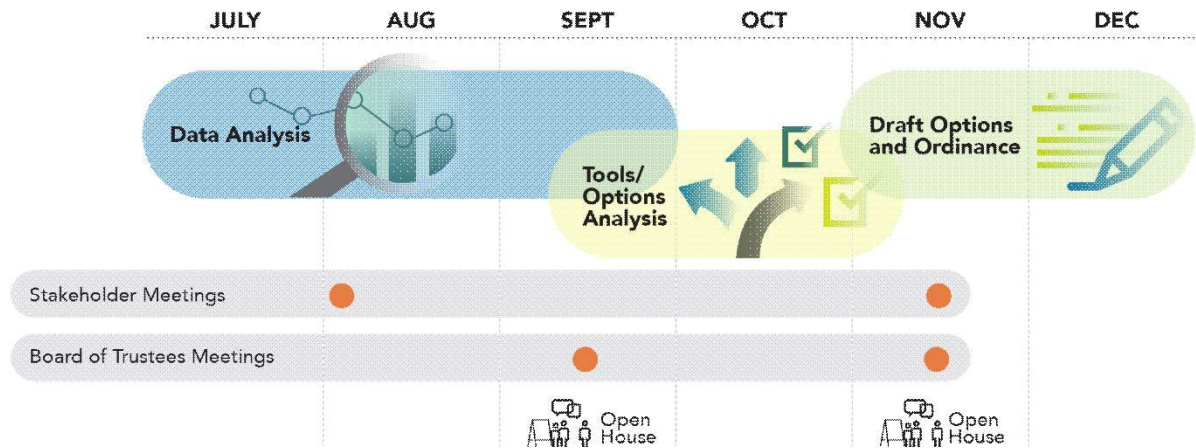 JULY AUG SEPT OCT NOV DEC
Data Analysis
Tools/
Options
Analysis
Draft Options
and Ordinance
Stakeholder Meetings
Board of Trustees Meetings
Open
House
Open
House